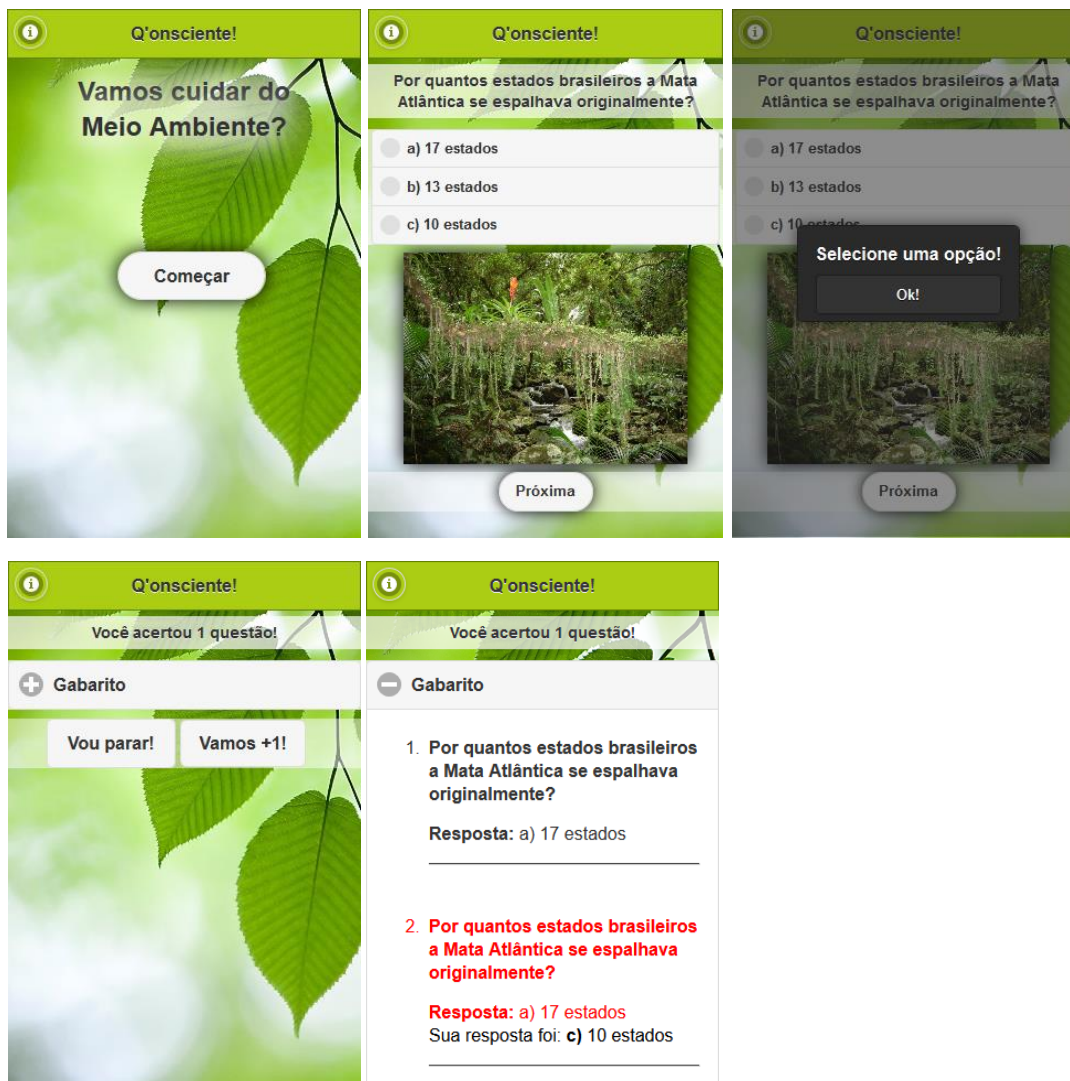 Q'onsciente!
Vamos cuidar do
Meio Ambiente?
Começar
Q'onsciente!
Por quantos estados brasileiros a Mata
Atlântica se espalhava originalmente?
a) 17 estados
b) 13 estados
c) 10 estados
Próxima
Q'onsciente!
Por quantos estados brasileiros a Mata
Atlântica se espalhava originalmente?
a) 17 estados
b) 13 estados
c) 10 estados
Selecione uma opção!
Ok!
Próxima
Q'onsciente!
Você acertou 1 questão!
Gabarito
Vou parar! Vamos +1!
Q'onsciente!
Você acertou 1 questão!
Gabarito
1. Por quantos estados brasileiros
a Mata Atlântica se espalhava
originalmente?
Resposta: a) 17 estados
2. Por quantos estados brasileiros
a Mata Atlântica se espalhava
originalmente?
Resposta: a) 17 estados
Sua resposta foi: c) 10 estados